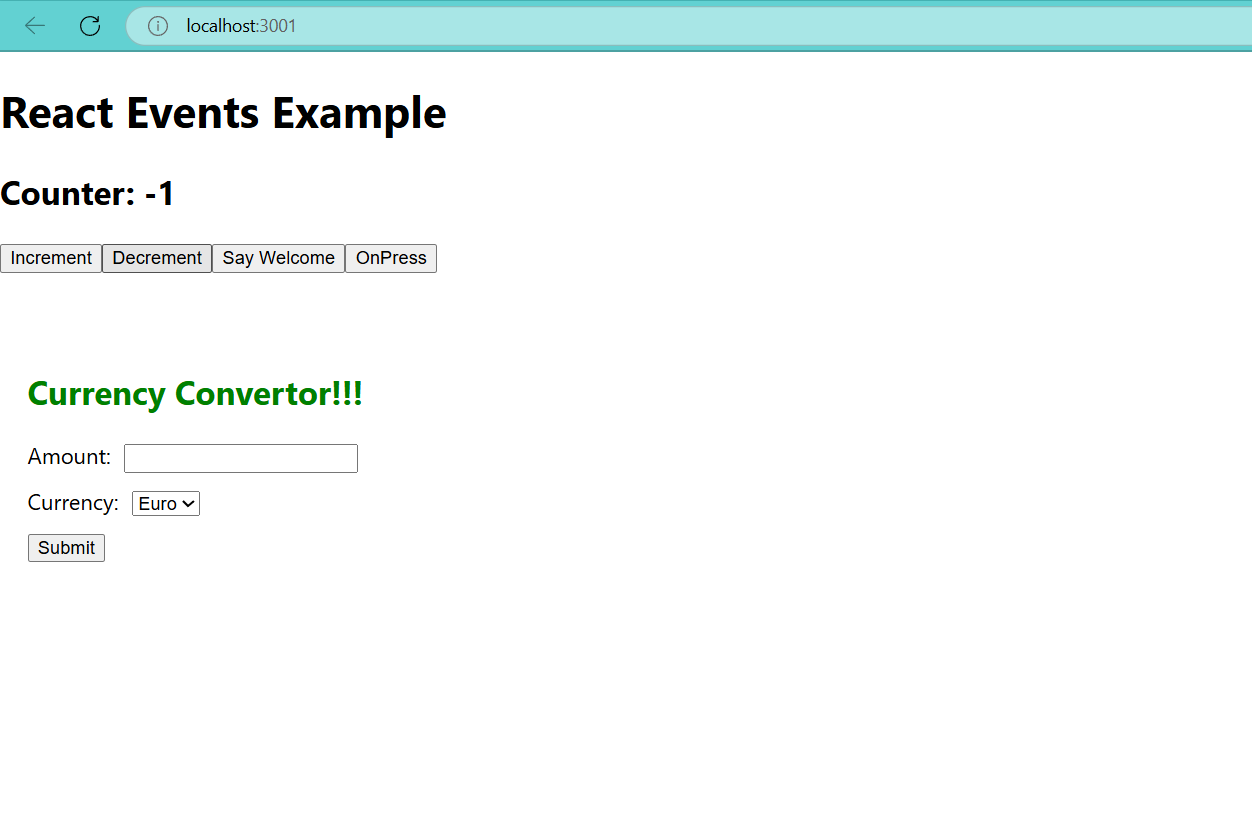 localhost:3001
React Events Example
Counter: -1
Increment Decrement Say Welcome OnPress
Currency Convertor!!!
Amount:
Currency: Euro
Submit